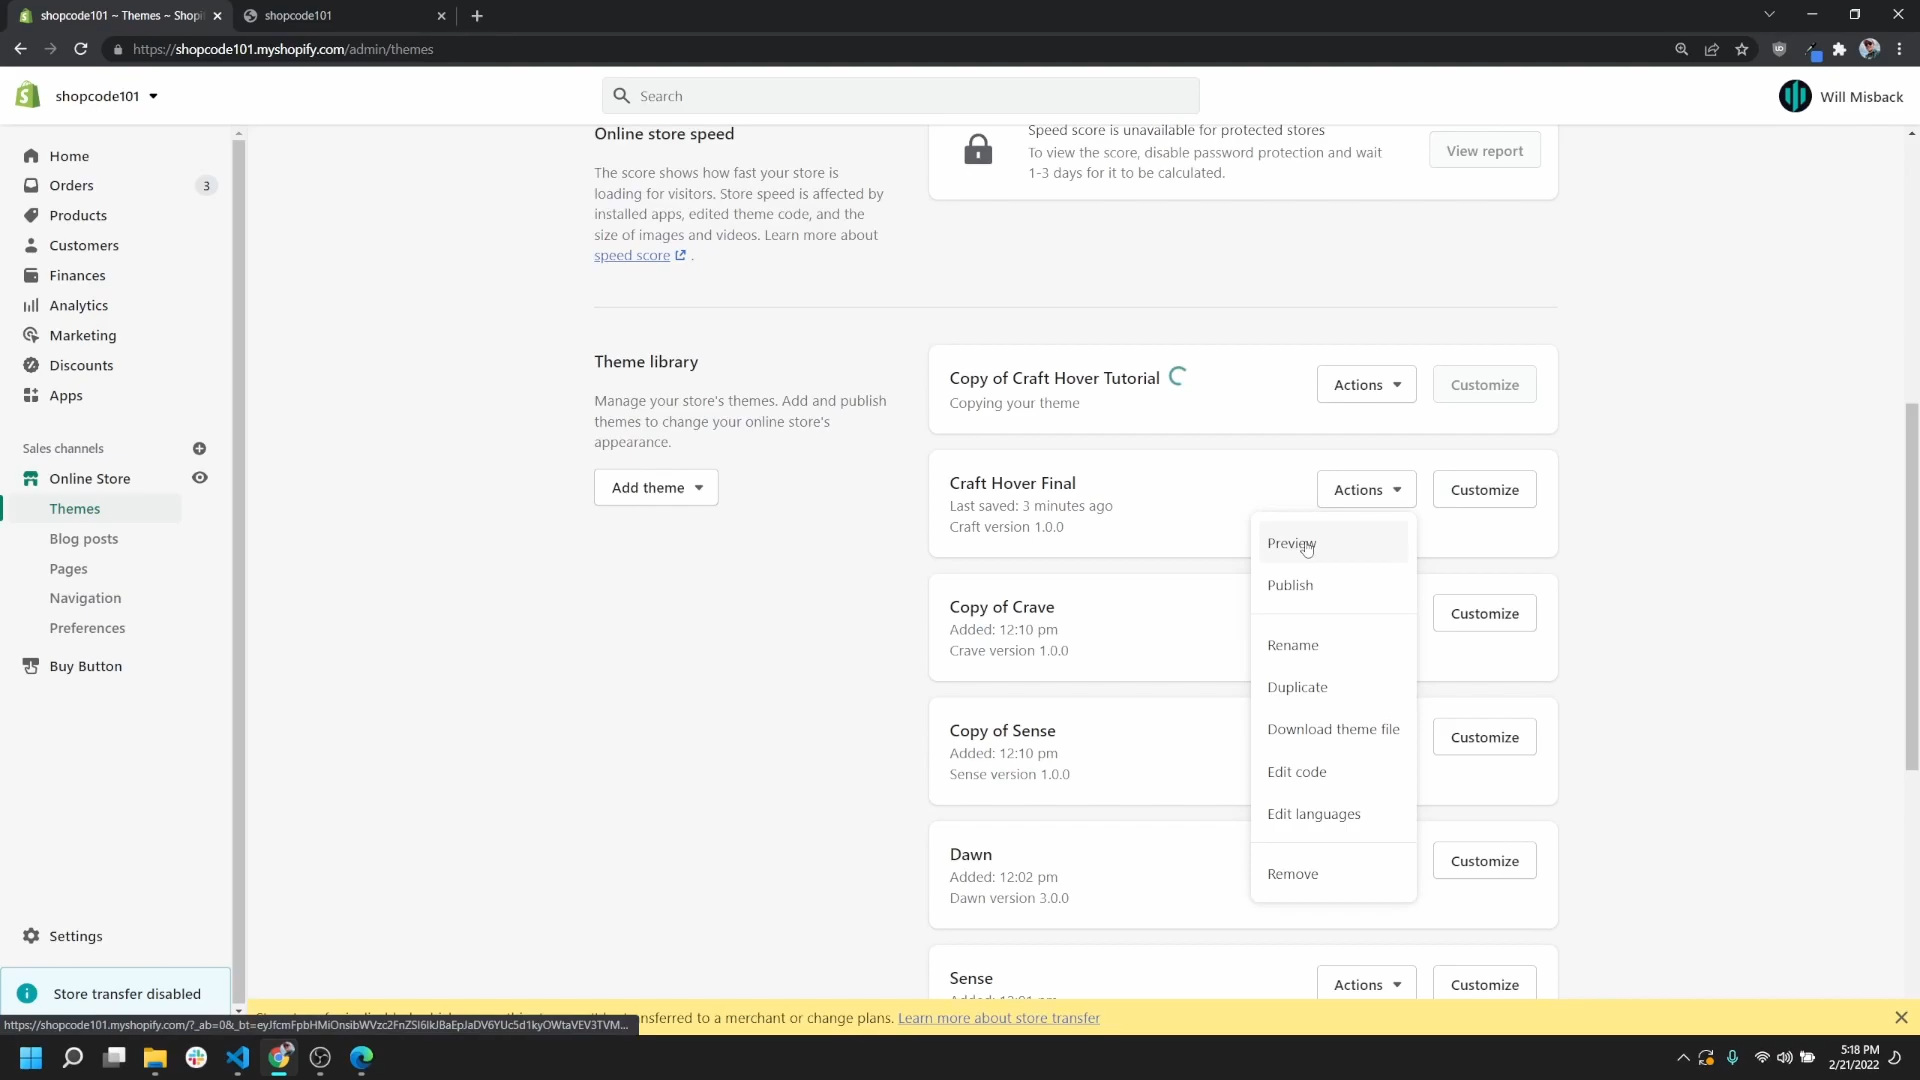 shopcode101 ~ Themes ~ Shopi
shopcode101
https://shopcode101.myshopify.com/admin/themes
shopcode101
Search
Will Misback
Home
Orders
3
Products
Customers
Finances
Analytics
Marketing
Discounts
Apps
Sales channels
Online Store
Themes
Blog posts
Pages
Navigation
Preferences
Buy Button
Settings
Store transfer disabled
Online store speed
The score shows how fast your store is
loading for visitors. Store speed is affected by
installed apps, edited theme code, and the
size of images and videos. Learn more about
speed score .
Speed score is unavailable for protected stores
To view the score, disable password protection and wait
1-3 days for it to be calculated.
View report
Theme library
Manage your store's themes. Add and publish
themes to change your online store's
appearance.
Add theme
Copy of Craft Hover Tutorial
Copying your theme
Actions
Customize
Craft Hover Final
Last saved: 3 minutes ago
Craft version 1.0.0
Actions
Customize
Preview
Publish
Rename
Duplicate
Download theme file
Edit code
Edit languages
Remove
Copy of Crave
Added: 12:10 pm
Crave version 1.0.0
Customize
Copy of Sense
Added: 12:10 pm
Sense version 1.0.0
Customize
Dawn
Added: 12:02 pm
Dawn version 3.0.0
Customize
Sense
Actions
Customize
nsferred to a merchant or change plans. Learn more about store transfer
5:18 PM
2/21/2022